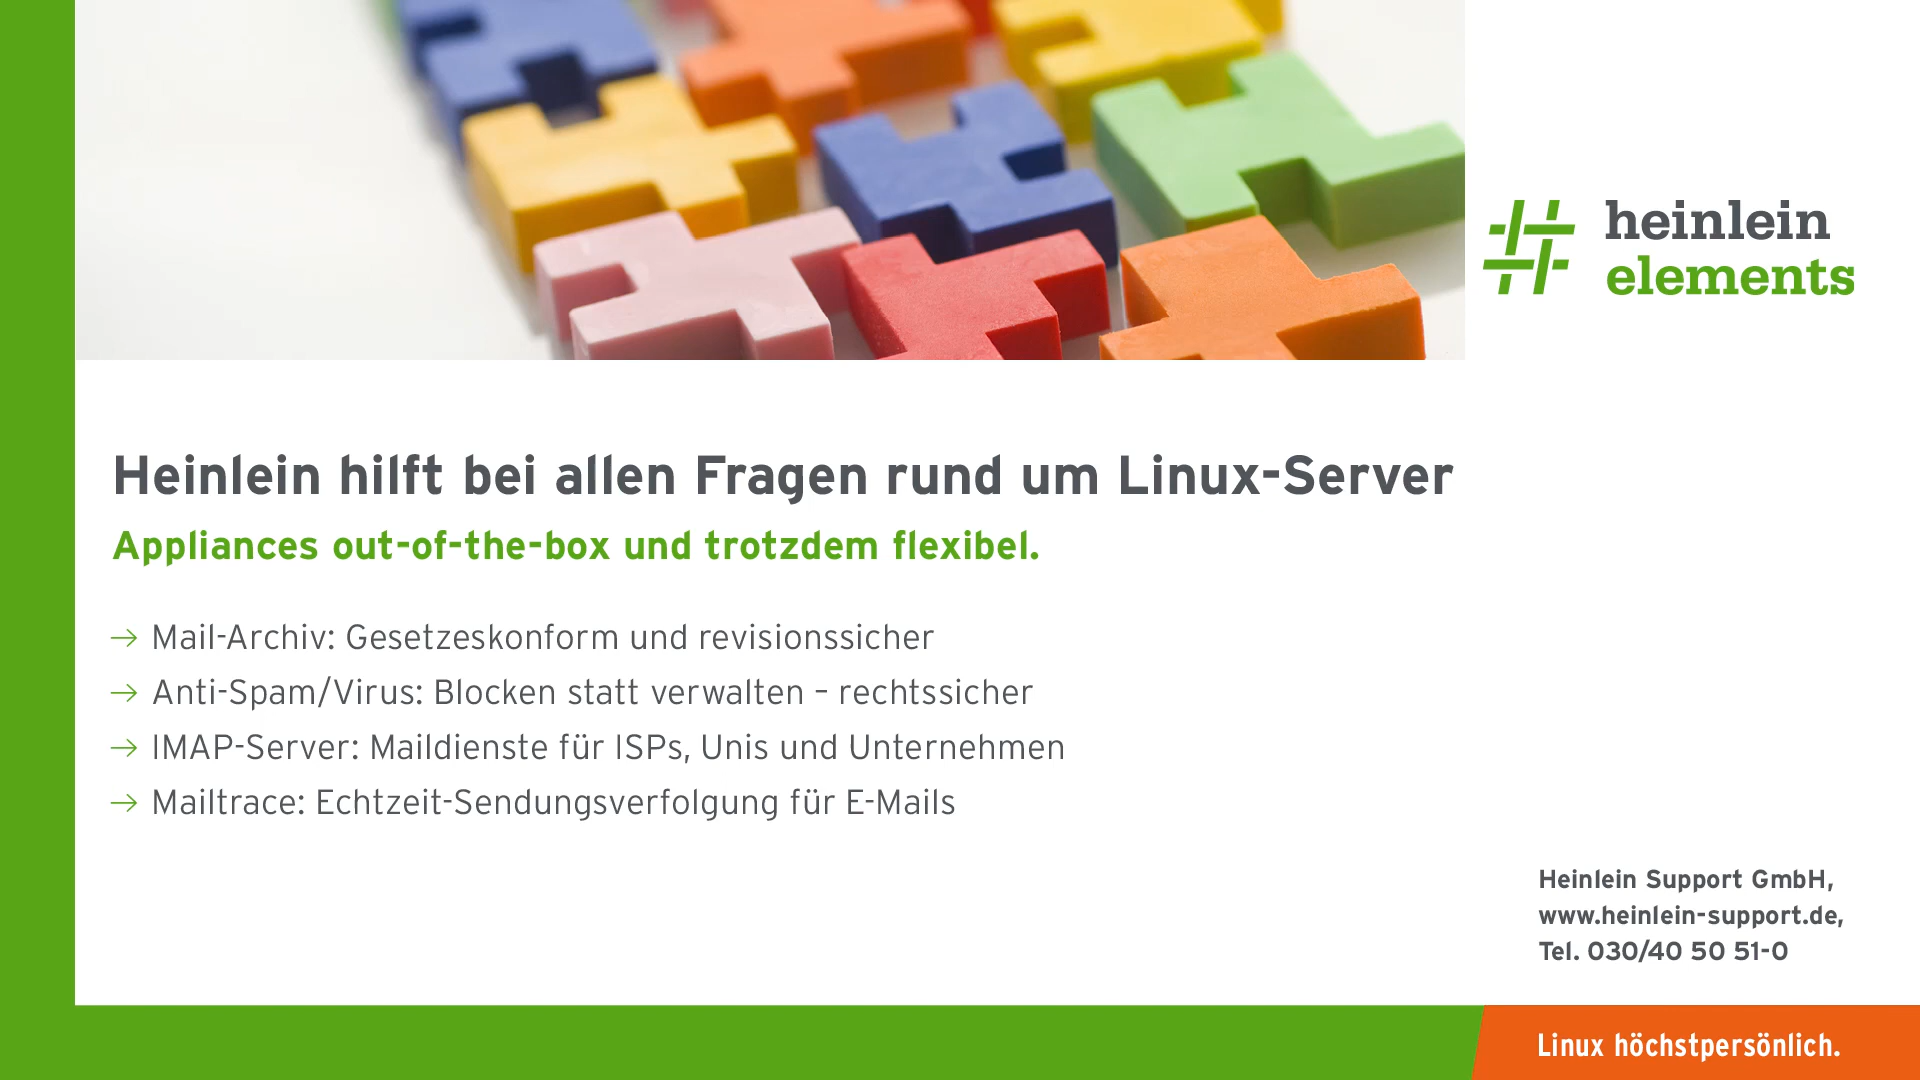 heinlein
elements
Heinlein hilft bei allen Fragen rund um Linux-Server
Appliances out-of-the-box und trotzdem flexibel.
→ Mail-Archiv: Gesetzeskonform und revisionssicher
→ Anti-Spam/Virus: Blocken statt verwalten – rechtssicher
→ IMAP-Server: Maildienste für ISPs, Unis und Unternehmen
→ Mailtrace: Echtzeit-Sendungsverfolgung für E-Mails
Heinlein Support GmbH,
www.heinlein-support.de,
Tel. 030/40 50 51-0
Linux höchstpersönlich.